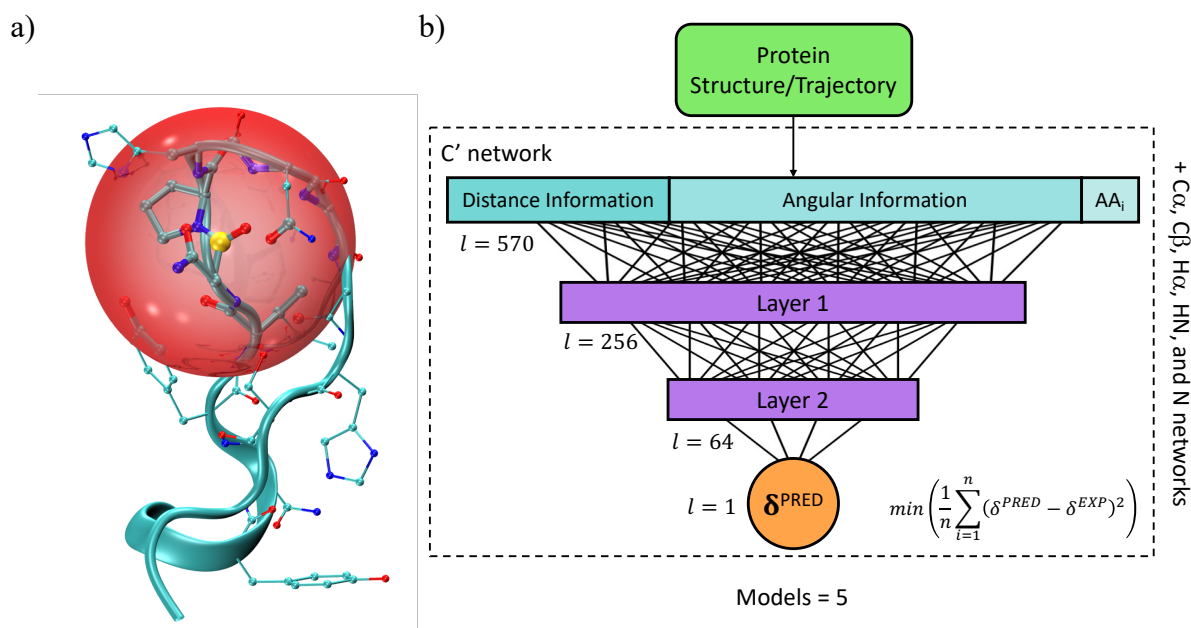 a)
b)
Protein
Structure/Trajectory
C’ network
Distance Information
Angular Information
AAᵢ
l = 570
Layer 1
l = 256
Layer 2
l = 64
l = 1
δᴾᴿᴱᴰ
min(1/n ∑ᵢ₌₁ⁿ (δᴾᴿᴱᴰ − δᴱˣᴾ)²)
+ Cα, Cβ, Hα, HN, and N networks
Models = 5